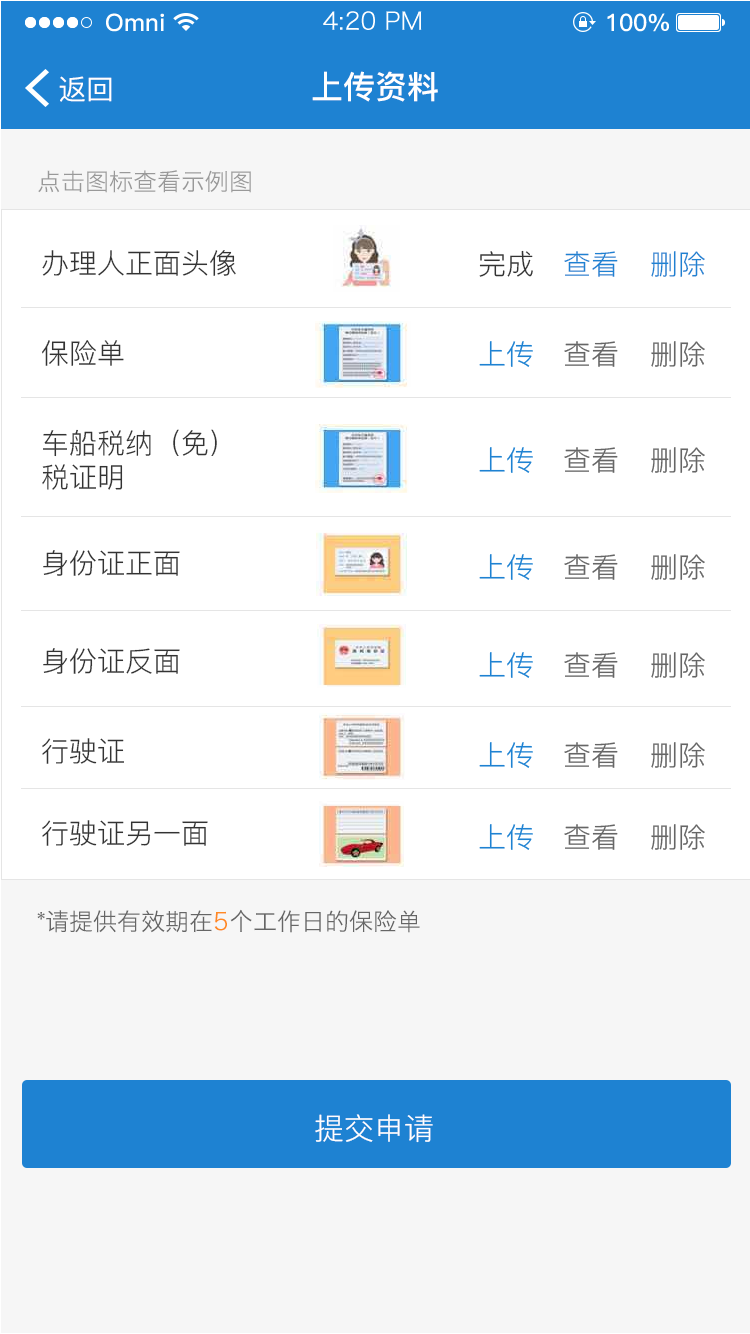 Omni 4:20 PM 100%
返回 上传资料
点击图标查看示例图
办理人正面头像 完成 查看 删除
保险单 上传 查看 删除
车船税纳（免）
税证明 上传 查看 删除
身份证正面 上传 查看 删除
身份证反面 上传 查看 删除
行驶证 上传 查看 删除
行驶证另一面 上传 查看 删除
*请提供有效期在5个工作日的保险单
提交申请